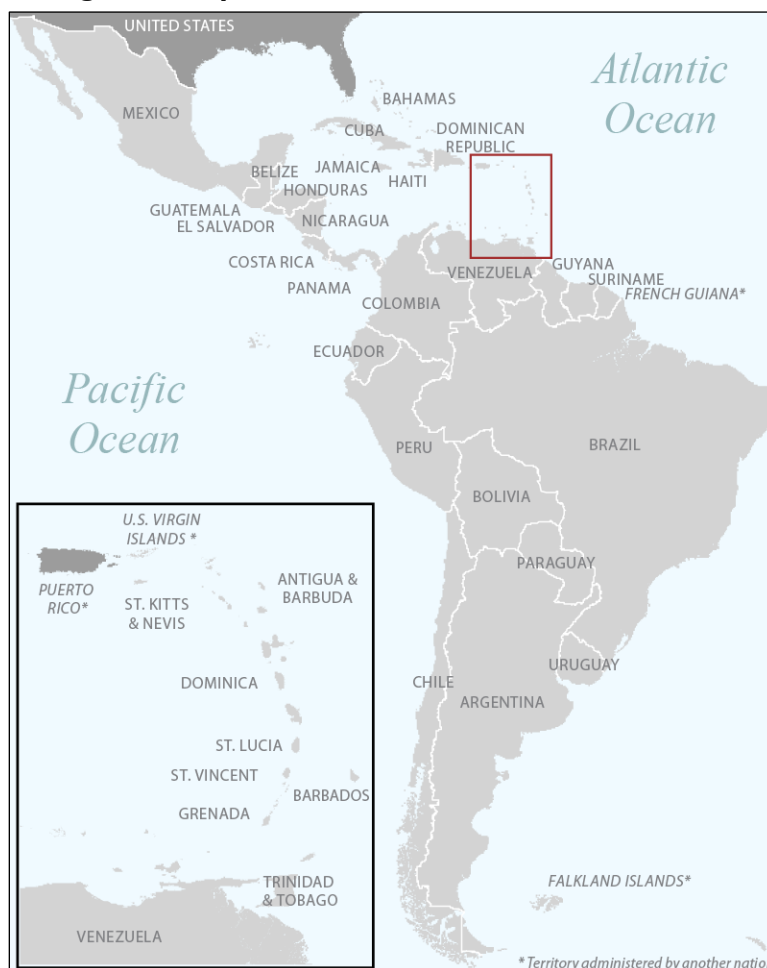 UNITED STATES
Atlantic
Ocean
BAHAMAS
MEXICO
CUBA
DOMINICAN
REPUBLIC
BELIZE
JAMAICA
HAITI
HONDURAS
GUATEMALA
EL SALVADOR
NICARAGUA
COSTA RICA
PANAMA
VENEZUELA
GUYANA
SURINAME
FRENCH GUIANA*
COLOMBIA
ECUADOR
Pacific
Ocean
PERU
BRAZIL
BOLIVIA
PARAGUAY
URUGUAY
CHILE
ARGENTINA
FALKLAND ISLANDS*
U.S. VIRGIN
ISLANDS *
PUERTO
RICO*
ST. KITTS
& NEVIS
ANTIGUA &
BARBUDA
DOMINICA
ST. LUCIA
ST. VINCENT
BARBADOS
GRENADA
TRINIDAD
& TOBAGO
VENEZUELA
* Territory administered by another natio